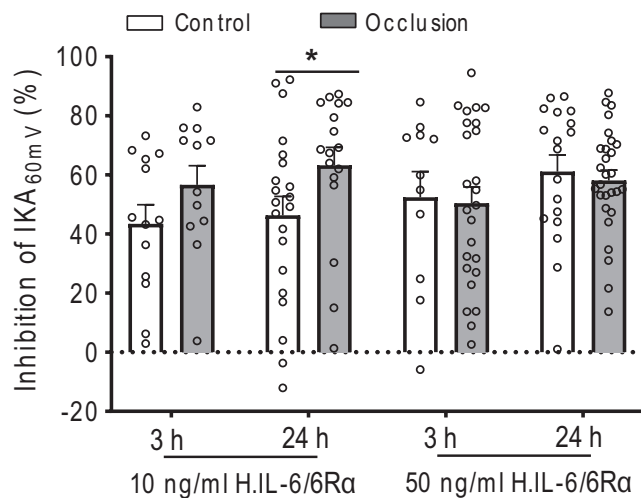 Control Occlusion
*
Inhibition of IKA60mV (%)
100
80
60
40
20
0
-20
3 h 24 h 3 h 24 h
10 ng/ml H.IL-6/6Rα 50 ng/ml H.IL-6/6Rα